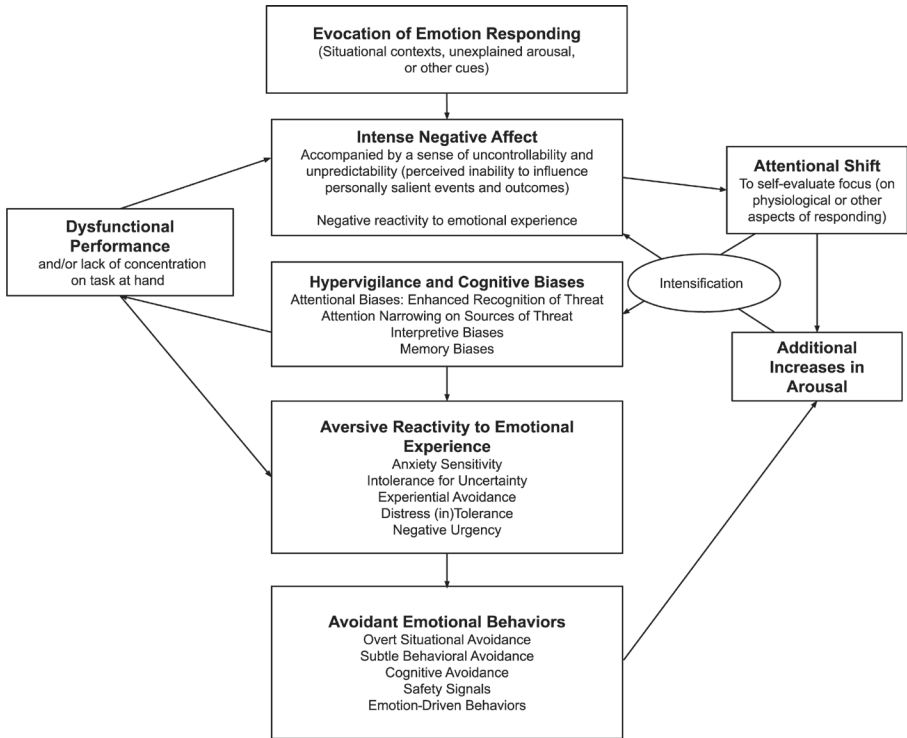 Evocation of Emotion Responding
(Situational contexts, unexplained arousal,
or other cues)
Intense Negative Affect
Accompanied by a sense of uncontrollability and
unpredictability (perceived inability to influence
personally salient events and outcomes)
Negative reactivity to emotional experience
Attentional Shift
To self-evaluate focus (on
physiological or other
aspects of responding)
Dysfunctional
Performance
and/or lack of concentration
on task at hand
Hypervigilance and Cognitive Biases
Attentional Biases: Enhanced Recognition of Threat
Attention Narrowing on Sources of Threat
Interpretive Biases
Memory Biases
Intensification
Additional
Increases in
Arousal
Aversive Reactivity to Emotional
Experience
Anxiety Sensitivity
Intolerance for Uncertainty
Experiential Avoidance
Distress (in)Tolerance
Negative Urgency
Avoidant Emotional Behaviors
Overt Situational Avoidance
Subtle Behavioral Avoidance
Cognitive Avoidance
Safety Signals
Emotion-Driven Behaviors